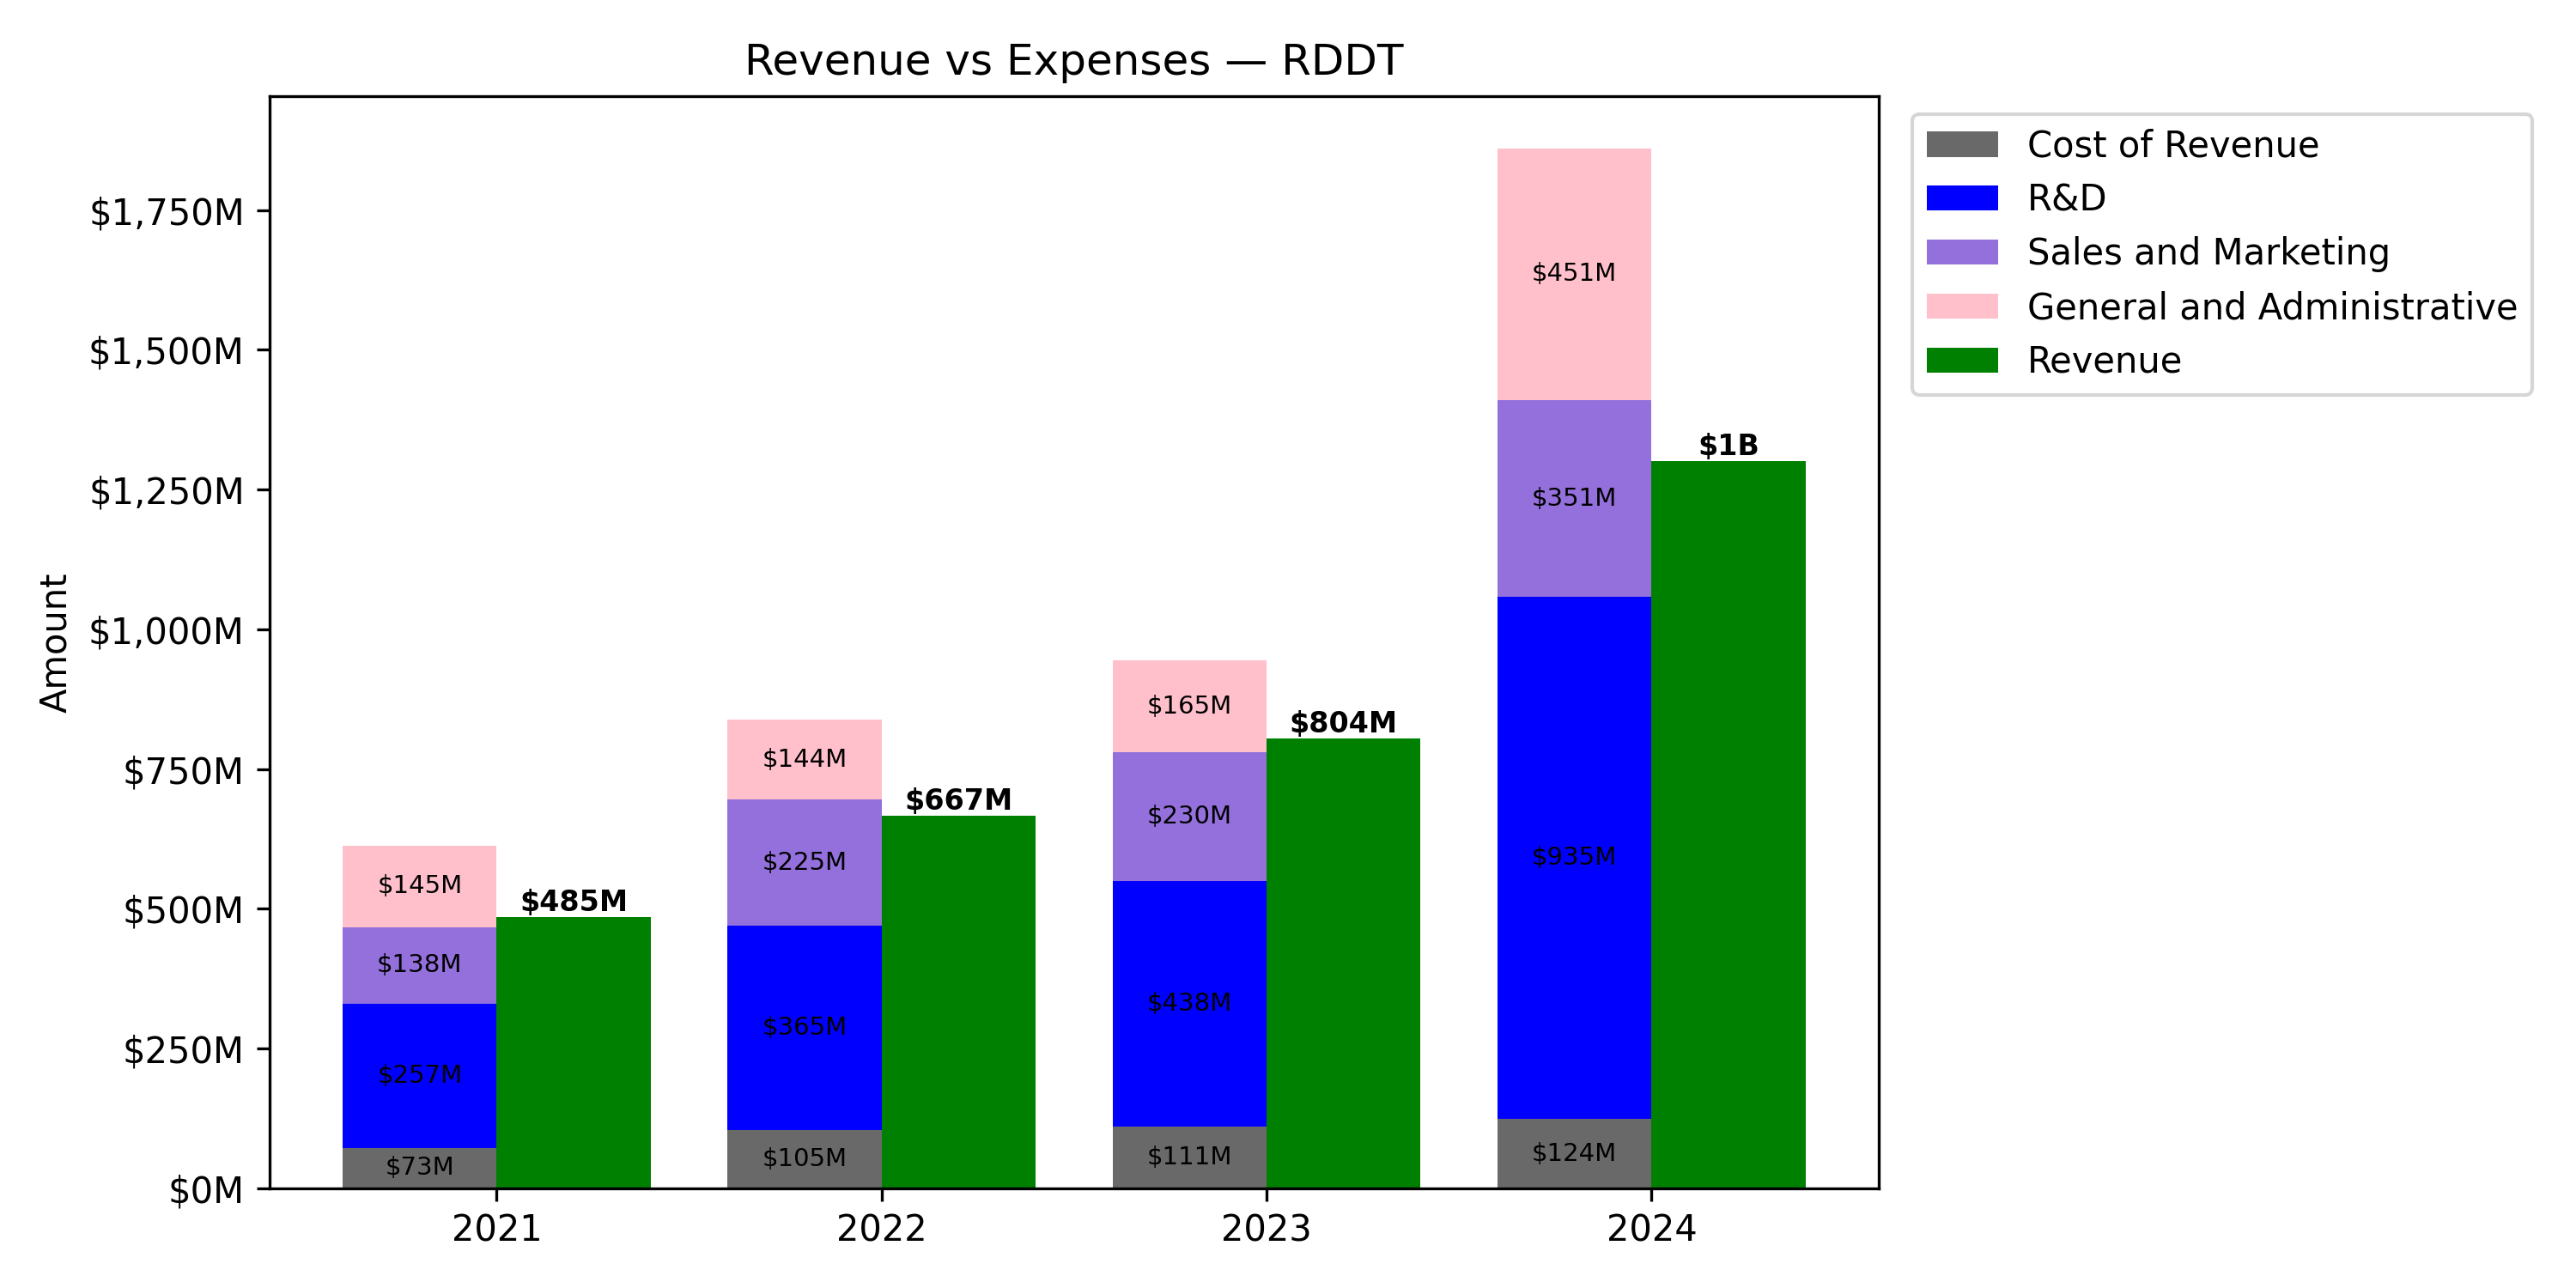 Revenue vs Expenses — RDDT
Cost of Revenue
R&D
Sales and Marketing
General and Administrative
Revenue
Amount
$1,750M
$1,500M
$1,250M
$1,000M
$750M
$500M
$250M
$0M
$145M
$138M
$257M
$73M
$485M
$144M
$225M
$365M
$105M
$667M
$165M
$230M
$438M
$111M
$804M
$451M
$351M
$935M
$124M
$1B
2021
2022
2023
2024